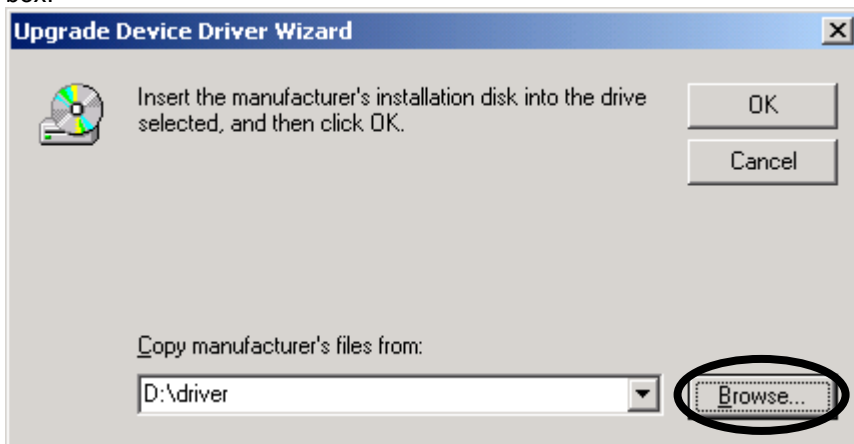 box.
Upgrade Device Driver Wizard
Insert the manufacturer's installation disk into the drive
selected, and then click OK.
OK
Cancel
Copy manufacturer's files from:
D:\driver
Browse...